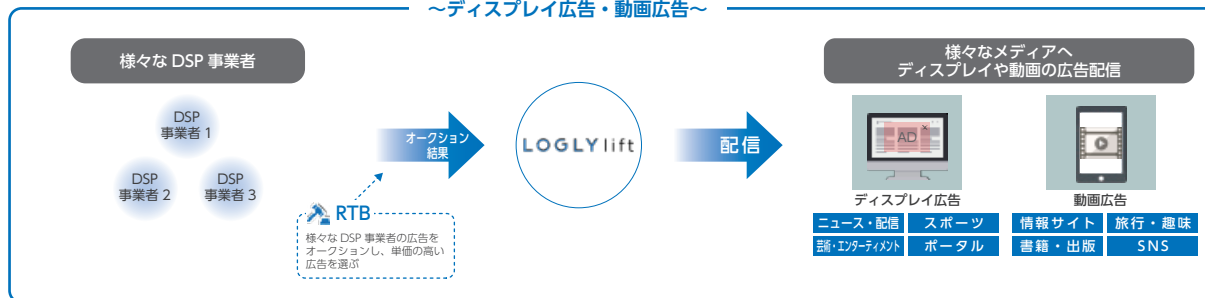 〜ディスプレイ広告・動画広告〜
様々な DSP 事業者
DSP
事業者 1
DSP
事業者 2
DSP
事業者 3
オークション
結果
RTB
様々な DSP 事業者の広告を
オークションし、単価の高い
広告を選ぶ
LOGLY lift
配信
様々なメディアへ
ディスプレイや動画の広告配信
AD
ディスプレイ広告
ニュース・配信
スポーツ
芸術・エンターティメント
ポータル
動画広告
情報サイト
旅行・趣味
書籍・出版
SNS